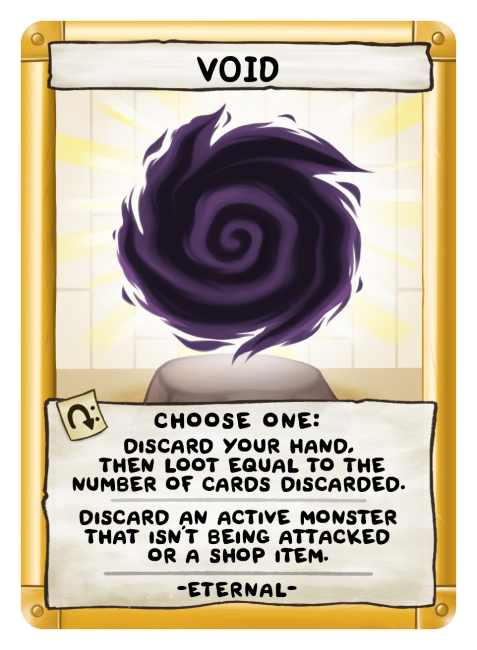 VOID
CHOOSE ONE:
DISCARD YOUR HAND,
THEN LOOT EQUAL TO THE
NUMBER OF CARDS DISCARDED.
DISCARD AN ACTIVE MONSTER
THAT ISN'T BEING ATTACKED
OR A SHOP ITEM.
-ETERNAL-